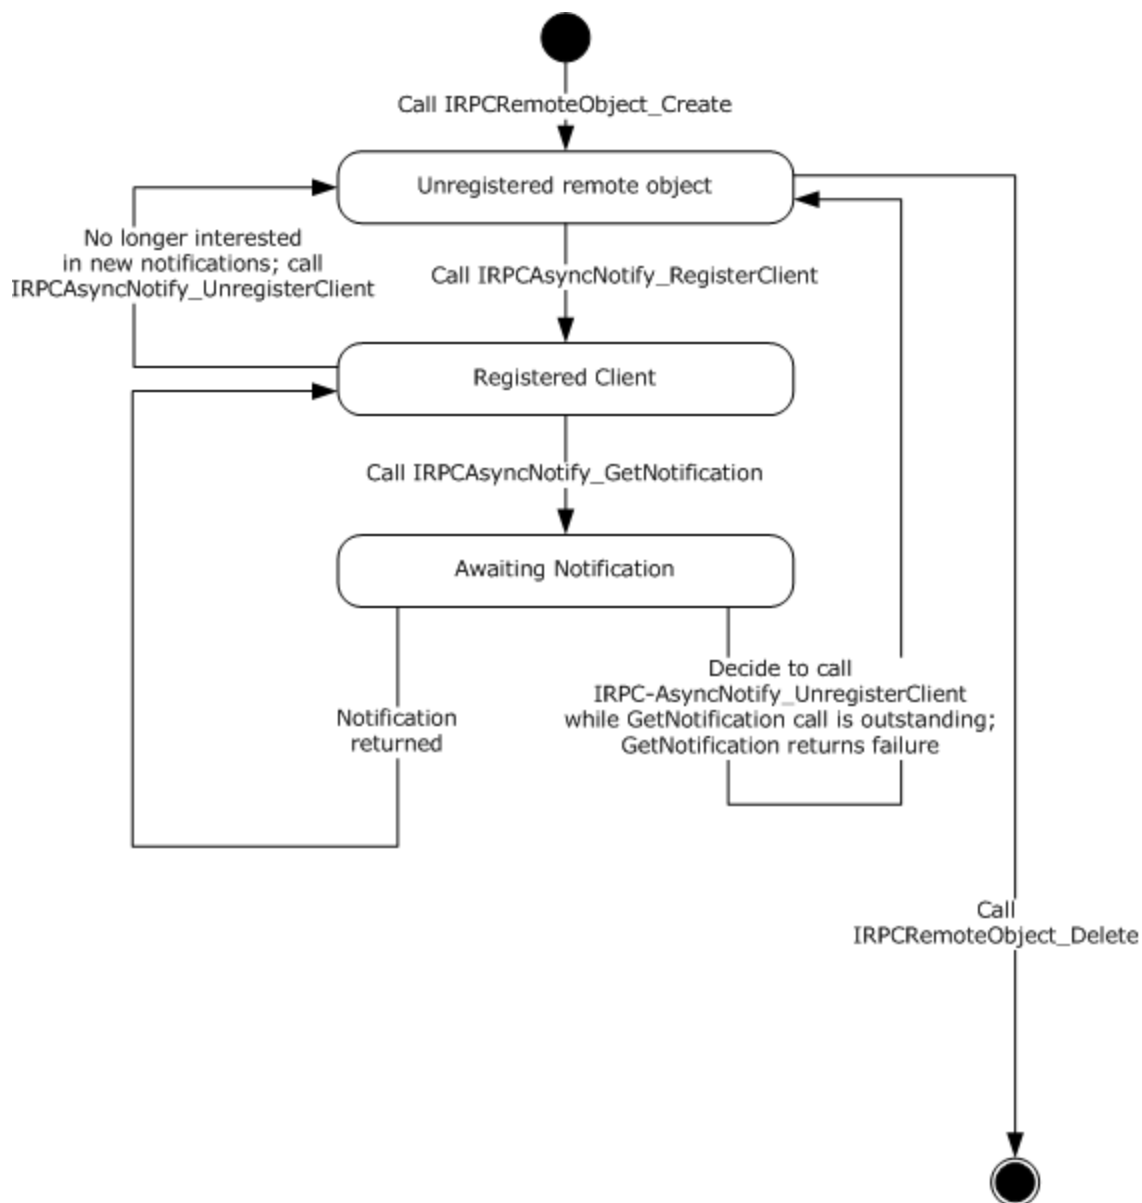 Call IRPCRemoteObject_Create
Unregistered remote object
No longer interested
in new notifications; call
IRPCAsyncNotify_UnregisterClient
Call IRPCAsyncNotify_RegisterClient
Registered Client
Call IRPCAsyncNotify_GetNotification
Awaiting Notification
Notification
returned
Decide to call
IRPC-AsyncNotify_UnregisterClient
while GetNotification call is outstanding;
GetNotification returns failure
Call
IRPCRemoteObject_Delete